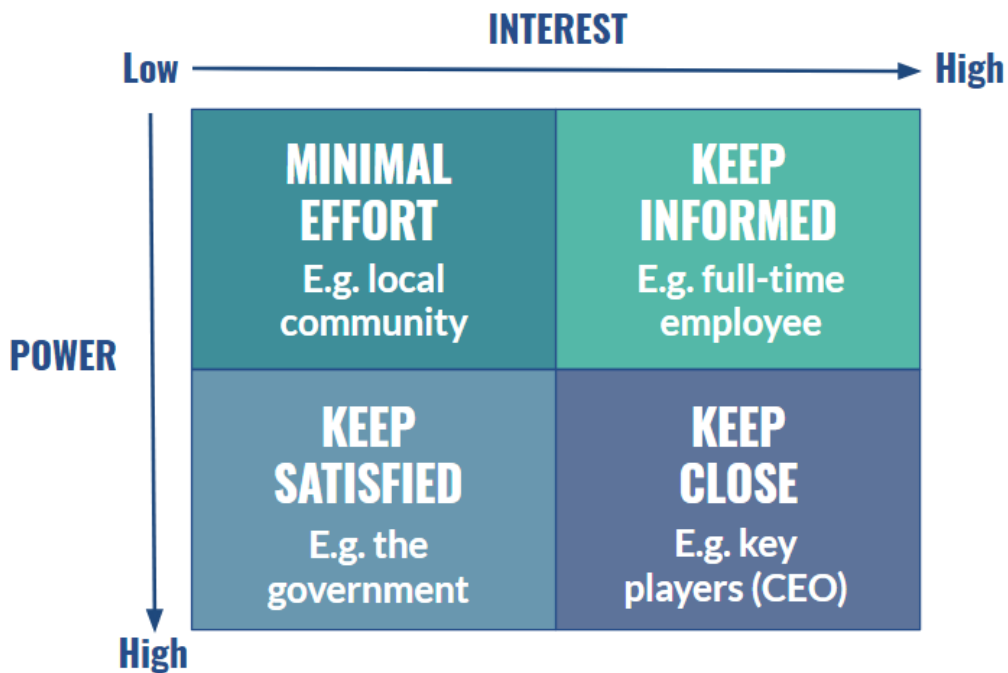 INTEREST
Low
High
MINIMAL
EFFORT
E.g. local
community
KEEP
INFORMED
E.g. full-time
employee
POWER
KEEP
SATISFIED
E.g. the
government
KEEP
CLOSE
E.g. key
players (CEO)
High